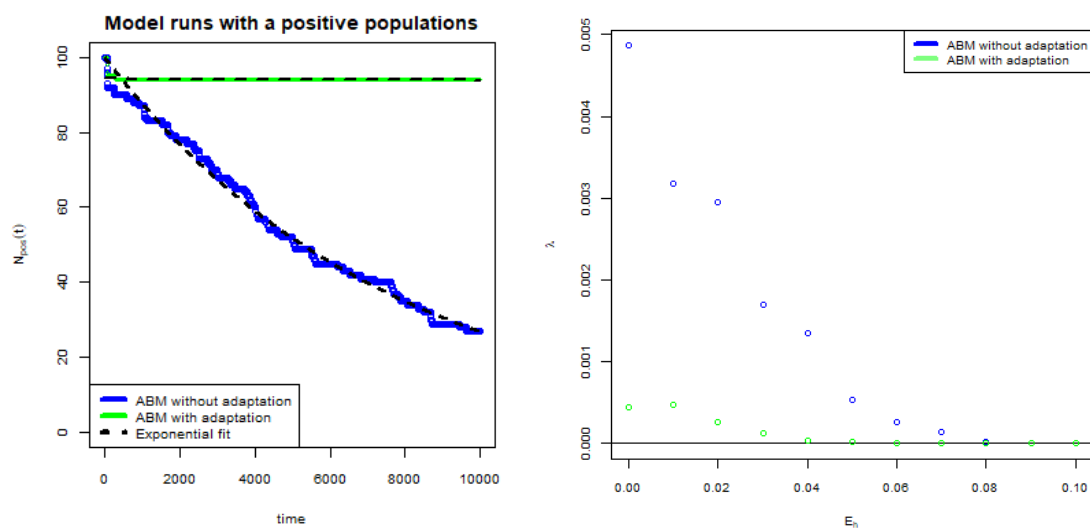 Model runs with a positive populations
N_pos(t)
100
80
60
40
20
0
ABM without adaptation
ABM with adaptation
Exponential fit
0 2000 4000 6000 8000 10000
time
λ
0.005
0.004
0.003
0.002
0.001
0.000
ABM without adaptation
ABM with adaptation
0.00 0.02 0.04 0.06 0.08 0.10
E_h